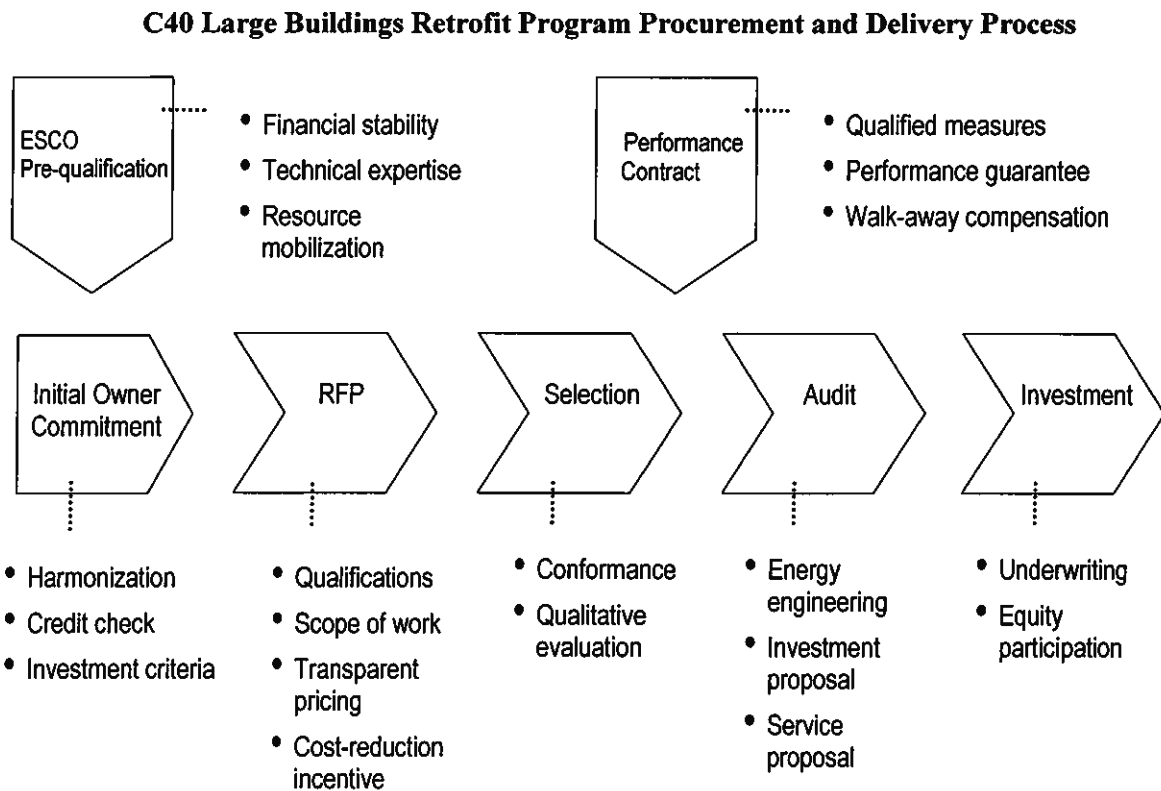 C40 Large Buildings Retrofit Program Procurement and Delivery Process
ESCO
Pre-qualification
• Financial stability
• Technical expertise
• Resource
mobilization
Performance
Contract
• Qualified measures
• Performance guarantee
• Walk-away compensation
Initial Owner
Commitment
RFP
Selection
Audit
Investment
• Harmonization
• Credit check
• Investment criteria
• Qualifications
• Scope of work
• Transparent
pricing
• Cost-reduction
incentive
• Conformance
• Qualitative
evaluation
• Energy
engineering
• Investment
proposal
• Service
proposal
• Underwriting
• Equity
participation